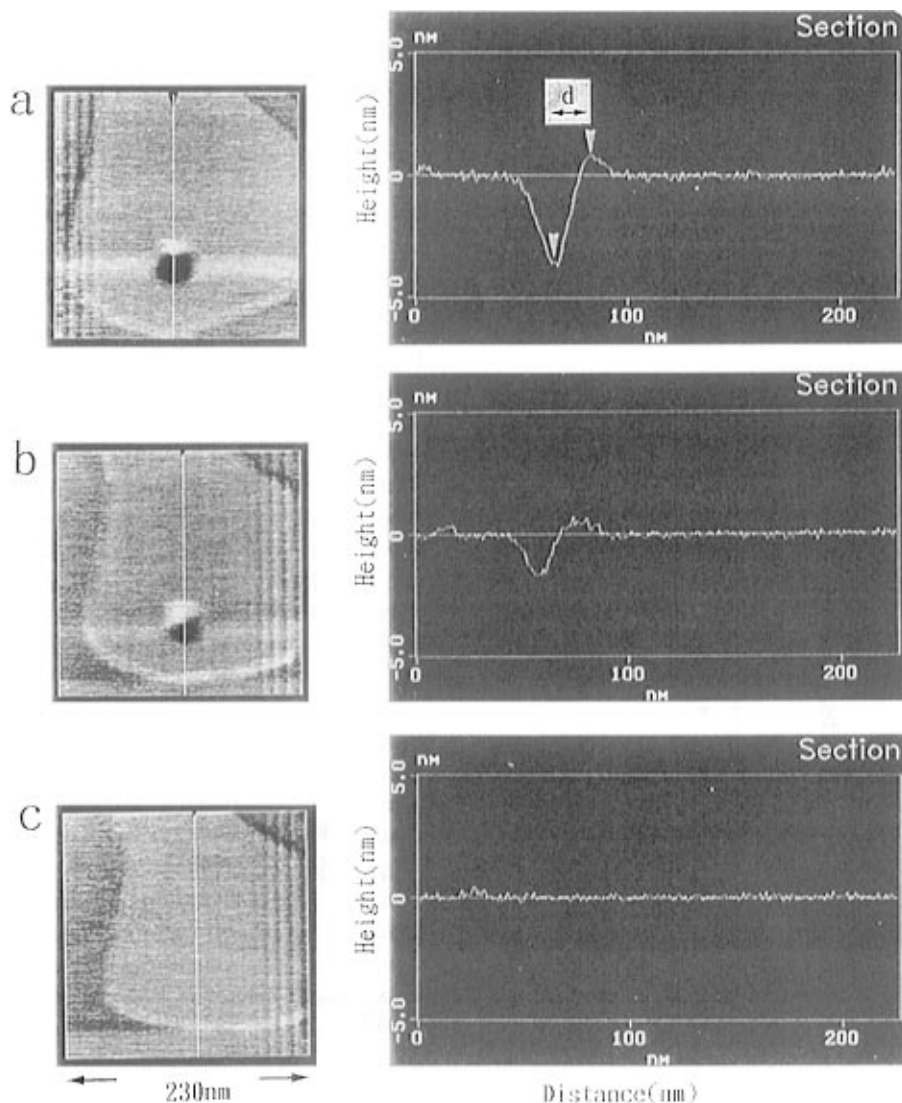 a
Section
nM
5.0
0
-5.0
Height(nm)
d
0 100 200
nM
b
Section
nM
5.0
0
-5.0
Height(nm)
0 100 200
nM
c
Section
nM
5.0
0
-5.0
Height(nm)
0 100 200
nM
230nm
Distance(nm)